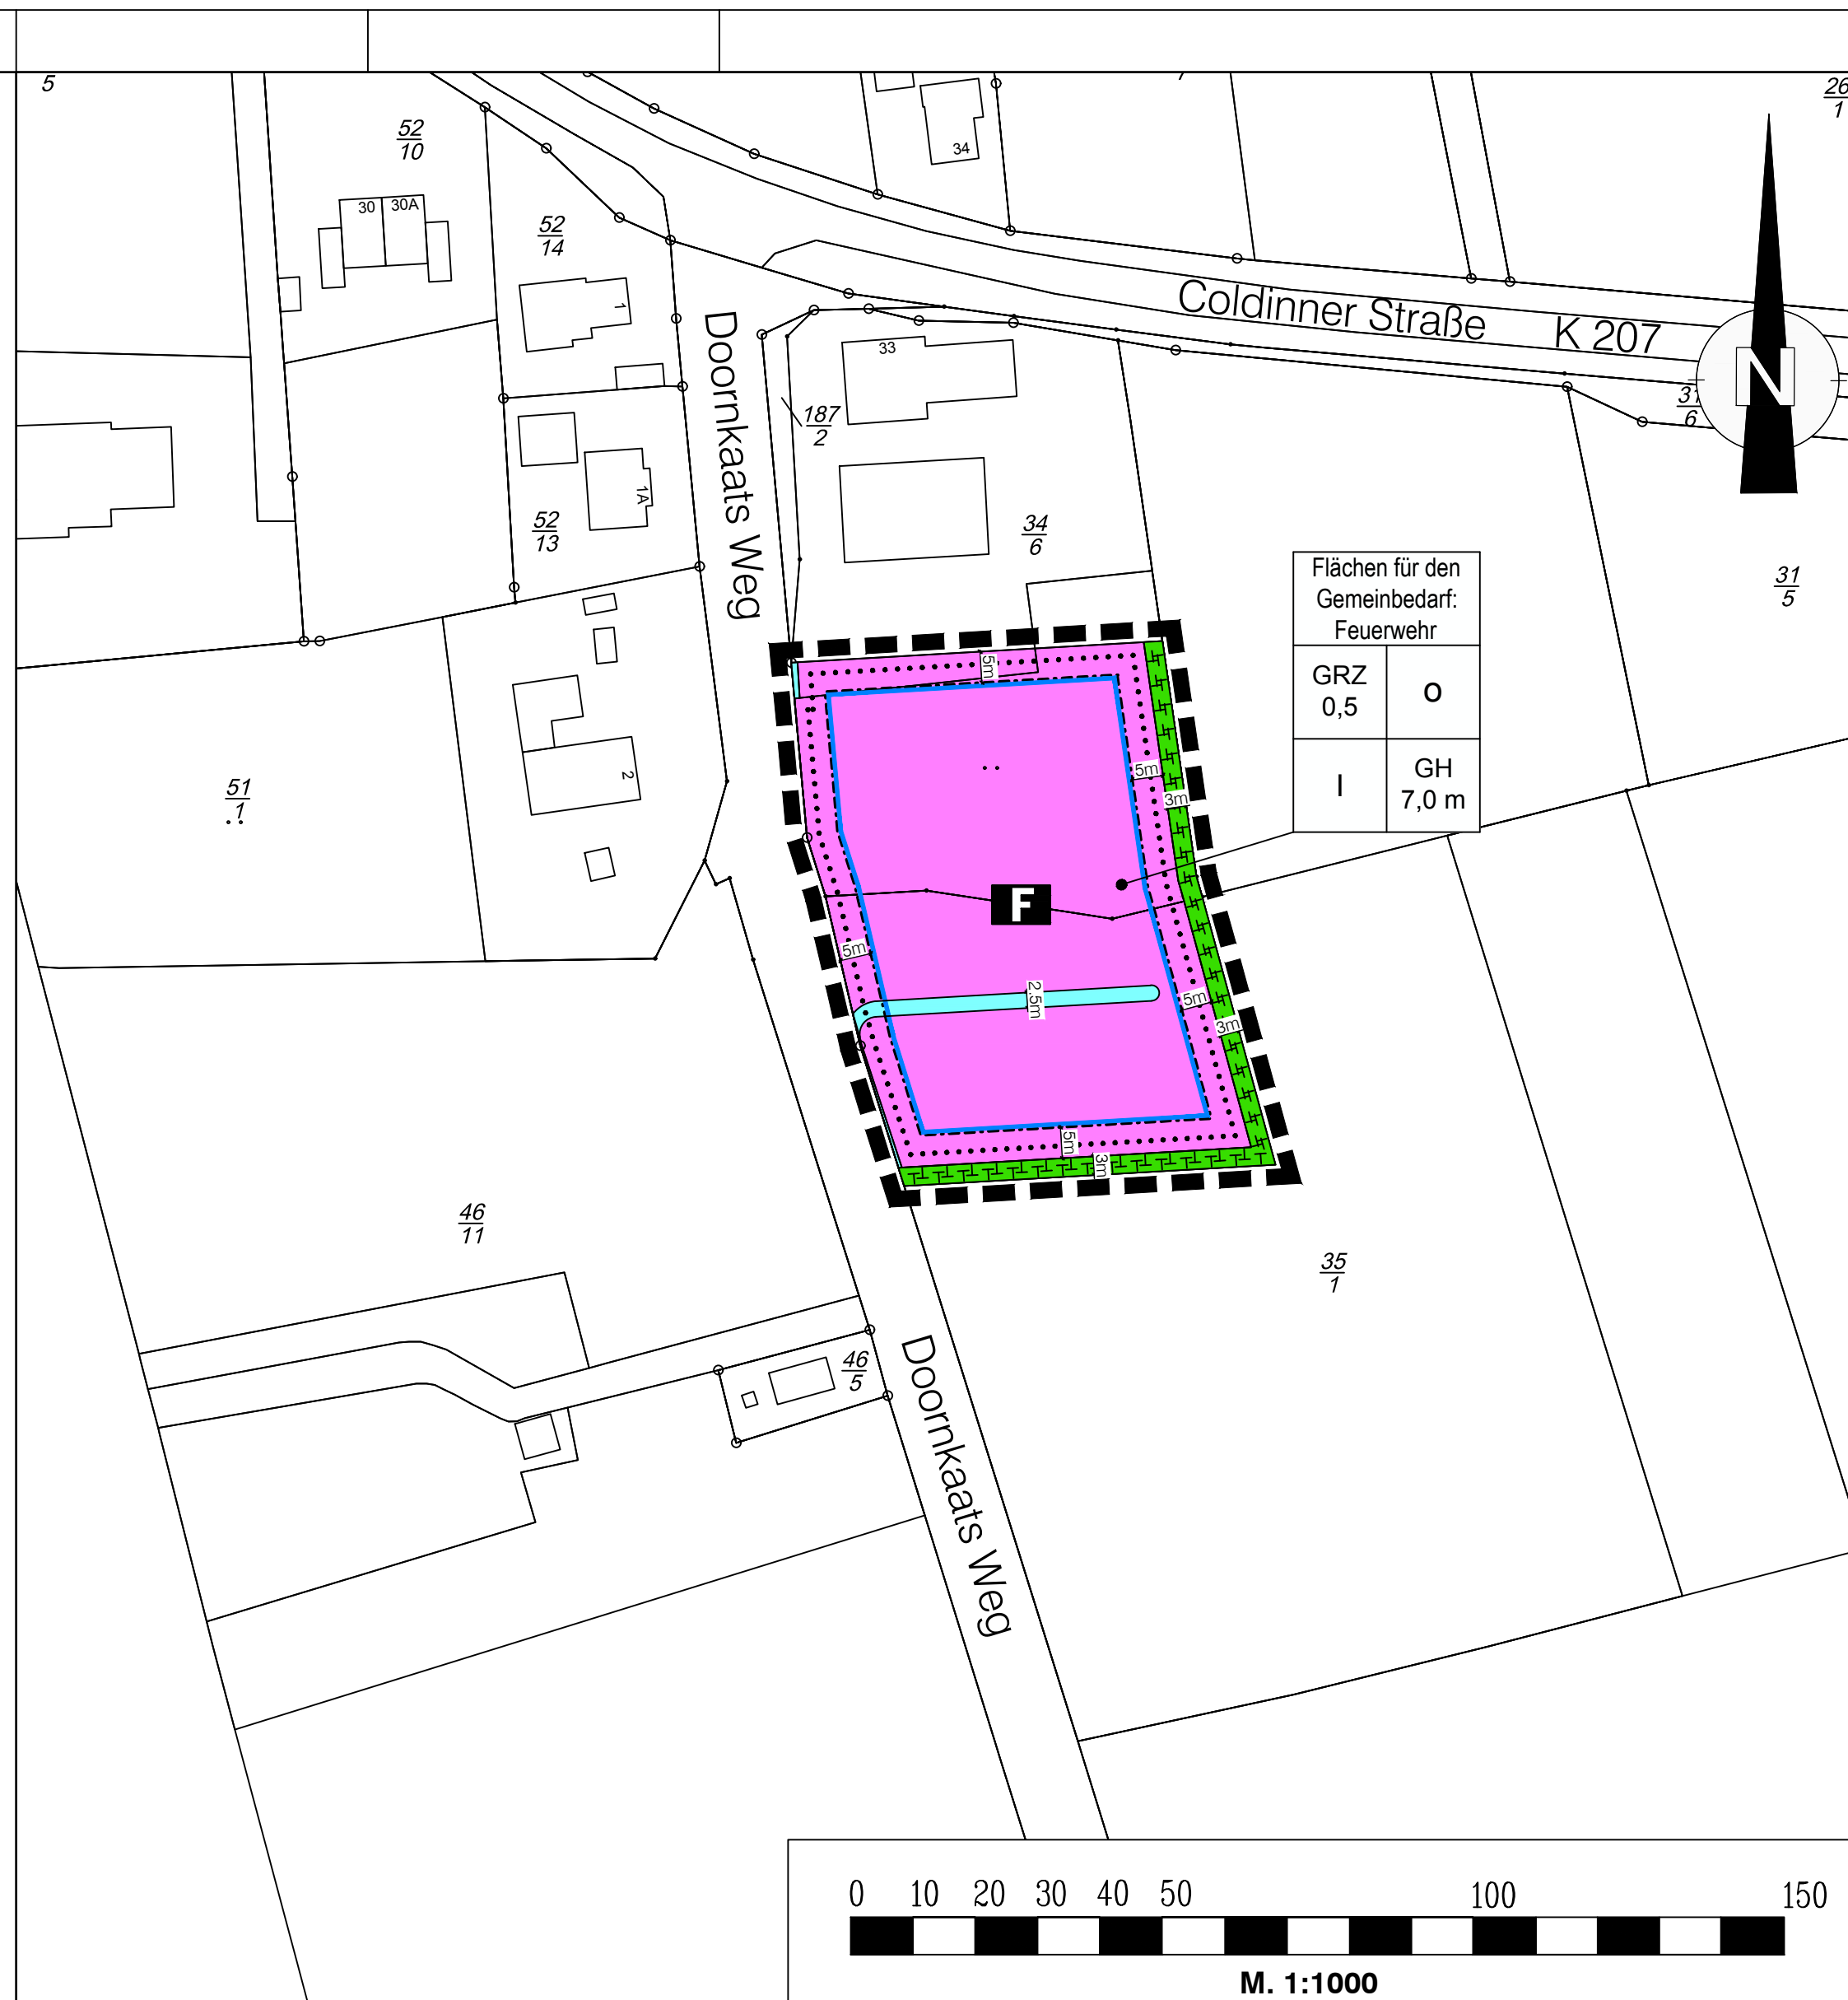 5
52
10
34
26
1
30
30A
52
14
1
Coldinner Straße
K 207
N
Doornkaats Weg
33
187
2
6
1A
52
13
34
6
31
5
Flächen für den
Gemeinbedarf:
Feuerwehr
GRZ
0,5
o
I
GH
7,0 m
5m
5m
3m
2
51
1
F
5m
2.5m
5m
3m
5m
3m
46
11
35
1
46
5
Doornkaats Weg
0 10 20 30 40 50 100 150
M. 1:1000